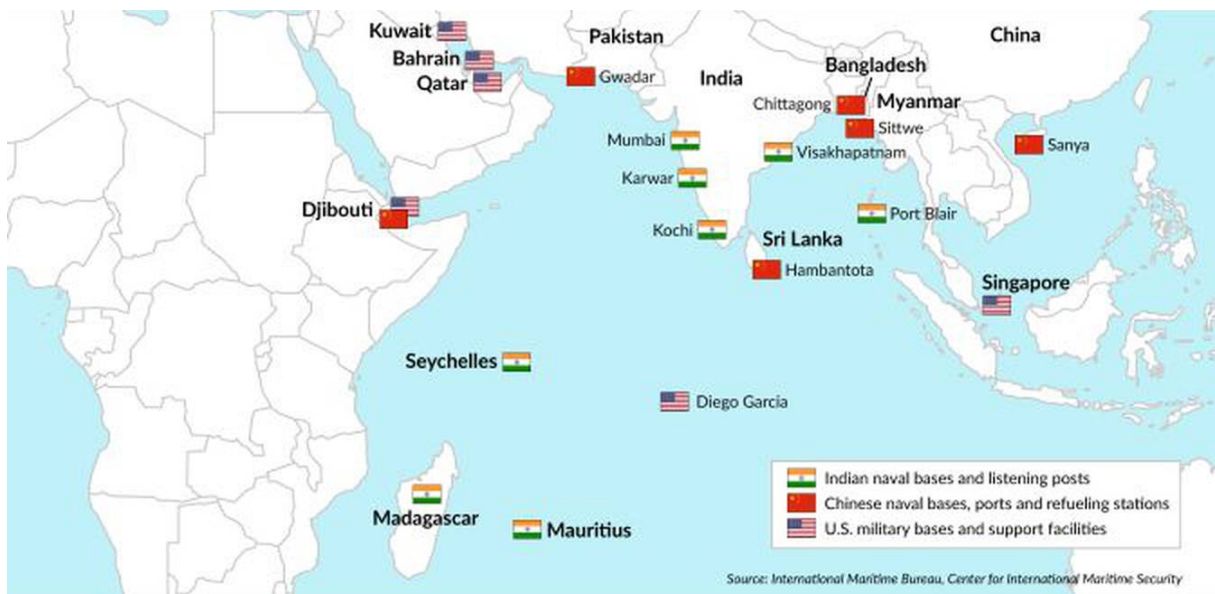 Kuwait
Pakistan
China
Bahrain
Bangladesh
Qatar
Gwadar
India
Chittagong
Myanmar
Sittwe
Mumbai
Visakhapatnam
Sanya
Karwar
Djibouti
Port Blair
Kochi
Sri Lanka
Hambantota
Singapore
Seychelles
Diego Garcia
Madagascar
Mauritius
Indian naval bases and listening posts
Chinese naval bases, ports and refueling stations
U.S. military bases and support facilities
Source: International Maritime Bureau, Center for International Maritime Security